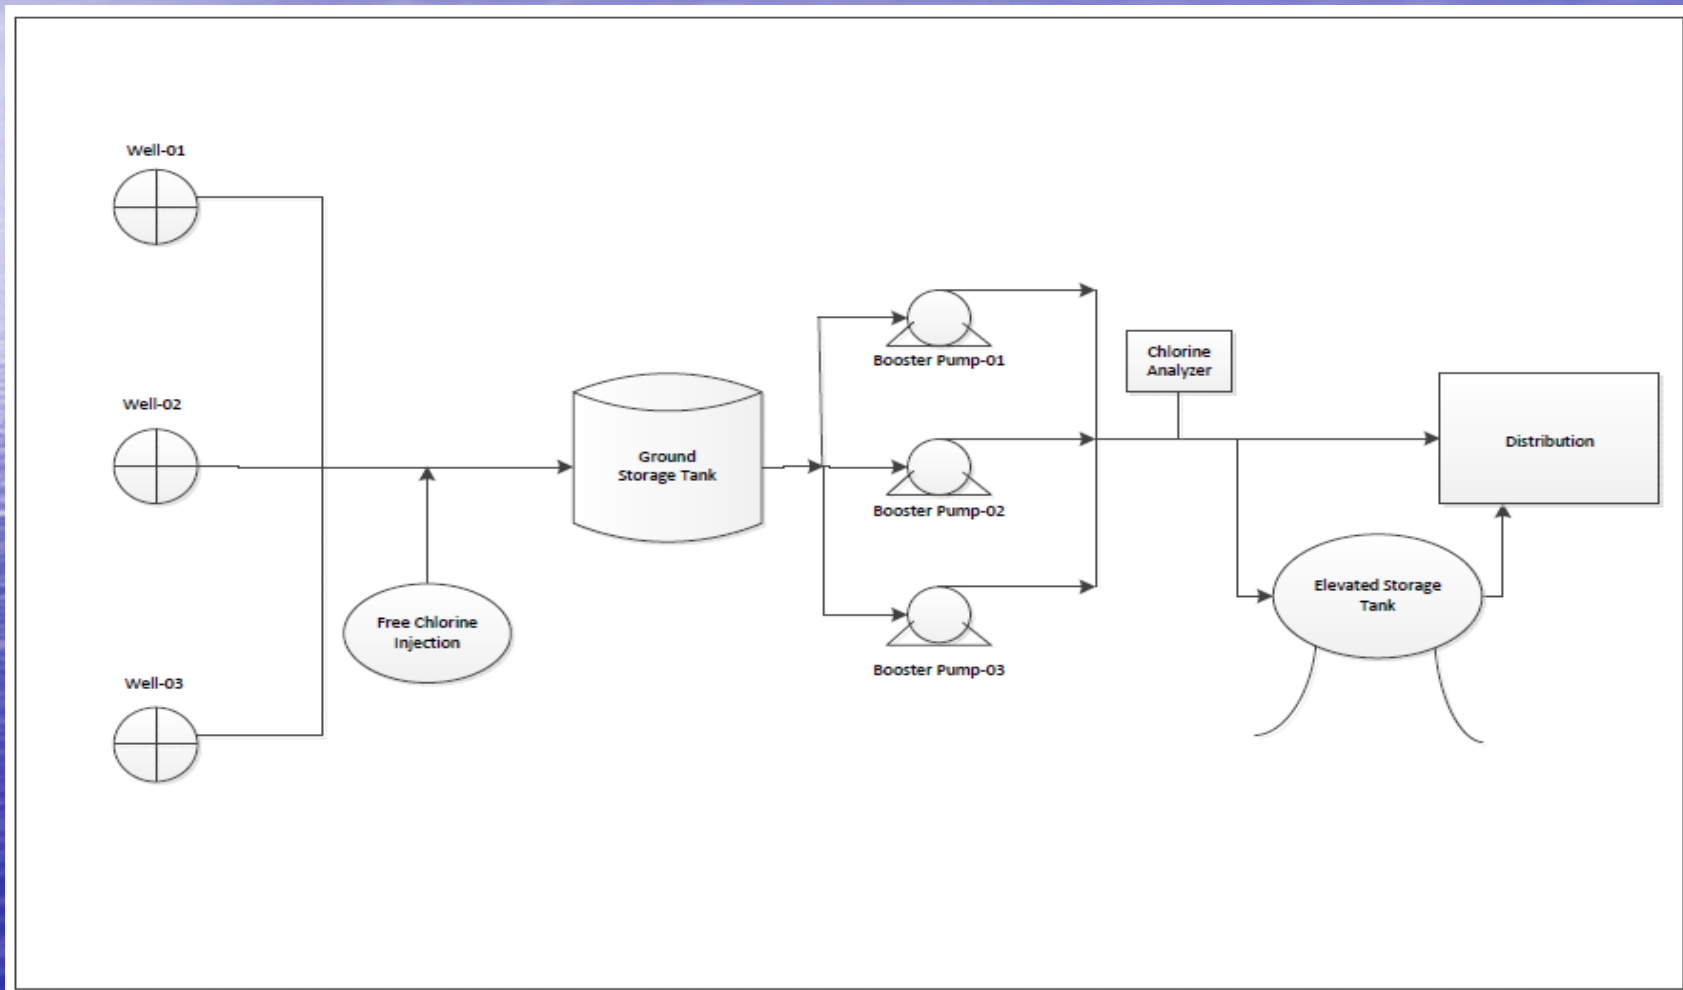 Well-01
Well-02
Well-03
Free Chlorine
Injection
Ground
Storage Tank
Booster Pump-01
Booster Pump-02
Booster Pump-03
Chlorine
Analyzer
Distribution
Elevated Storage
Tank